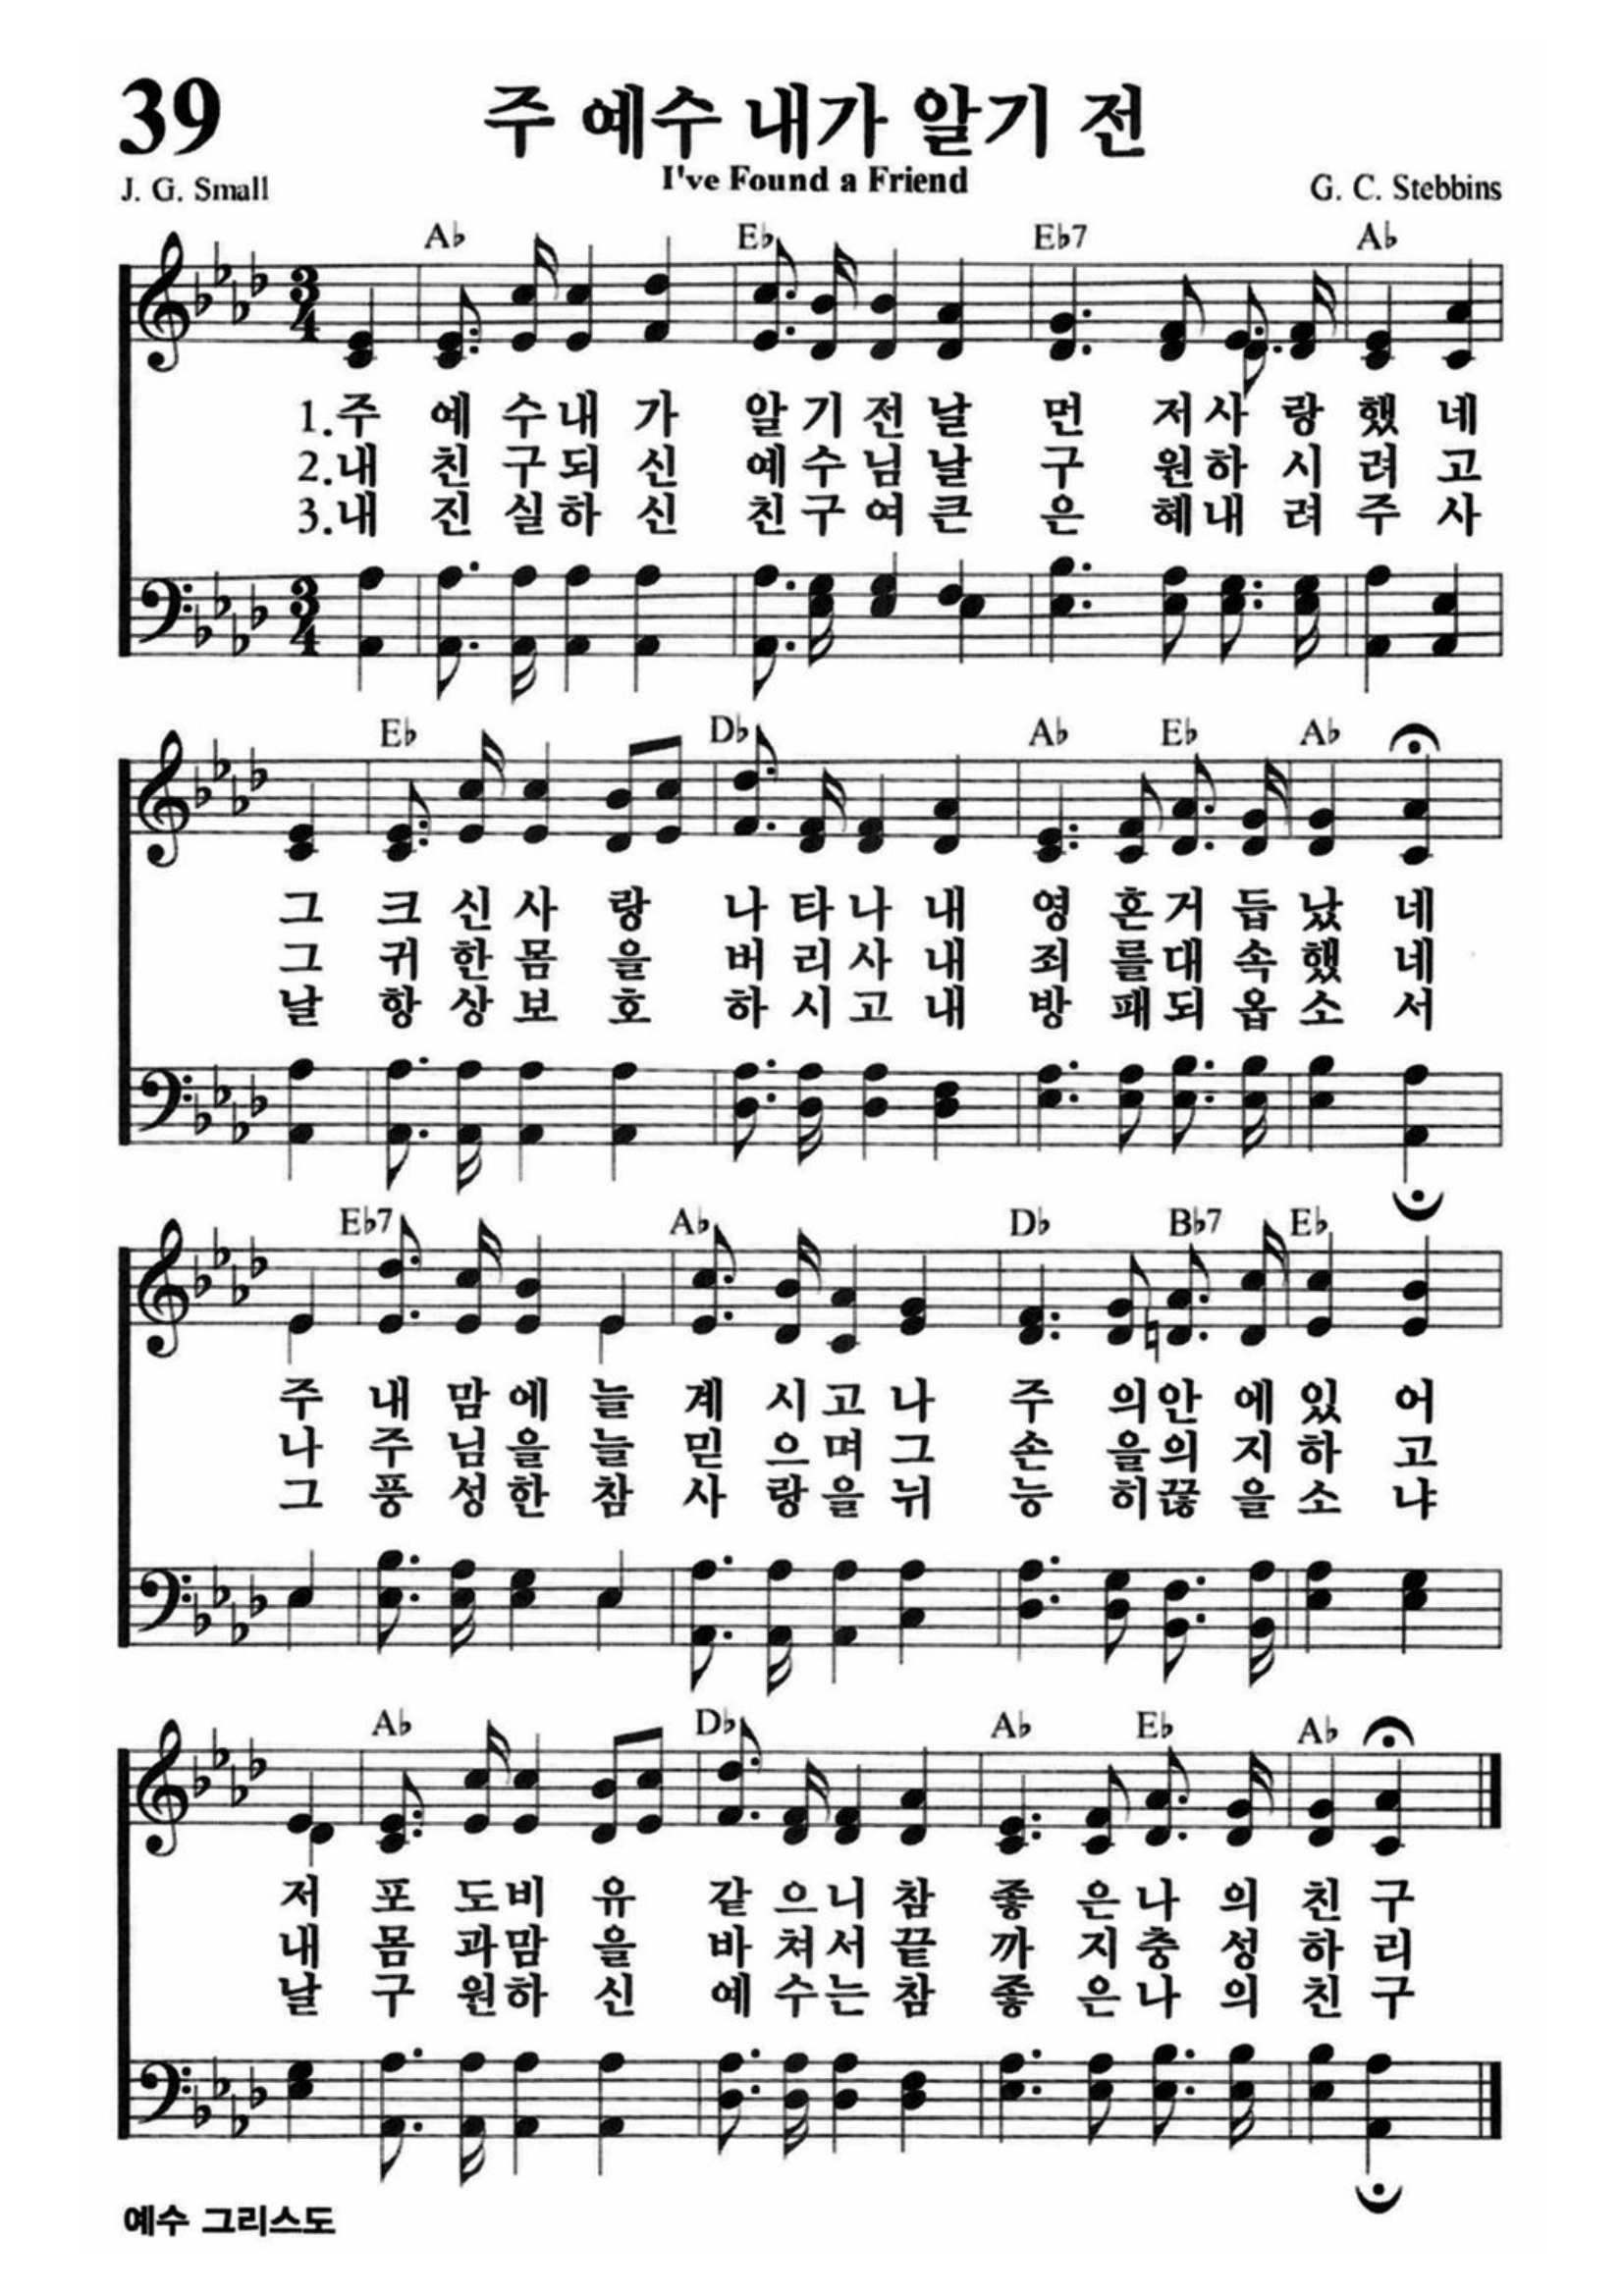 39
주 예수 내가 알기 전
I've Found a Friend
J. G. Small
G. C. Stebbins
A♭ E♭ E♭7 A♭
1.주 예 수 내 가 알 기 전 날 먼 저 사 랑 했 네
2.내 친 구 되 신 예 수 님 날 구 원 하 시 려 고
3.내 진 실 하 신 친 구 여 큰 은 혜 내 려 주 사
E♭ D♭ A♭ E♭ A♭
그 크 신 사 랑 나 타 나 내 영 혼 거 듭 났 네
그 귀 한 몸 을 버 리 사 내 죄 를 대 속 했 네
날 항 상 보 호 하 시 고 내 방 패 되 옵 소 서
E♭7 A♭ D♭ B♭7 E♭
주 내 맘 에 늘 계 시 고 나 주 의 안 에 있 어
나 주 님 을 늘 믿 으 며 그 손 을 의 지 하 고
그 풍 성 한 참 사 랑 을 뉘 능 히 끊 을 소 냐
A♭ D♭ A♭ E♭ A♭
저 포 도 비 유 같 으 니 참 좋 은 나 의 친 구
내 몸 과 맘 을 바 쳐 서 끝 까 지 충 성 하 리
날 구 원 하 신 예 수 는 참 좋 은 나 의 친 구
예수 그리스도